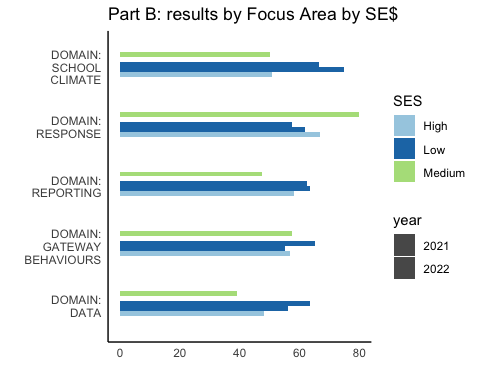 Part B: results by Focus Area by SE$
DOMAIN:
SCHOOL
CLIMATE
DOMAIN:
RESPONSE
DOMAIN:
REPORTING
DOMAIN:
GATEWAY
BEHAVIOURS
DOMAIN:
DATA
0 20 40 60 80
SES
High
Low
Medium
year
2021
2022